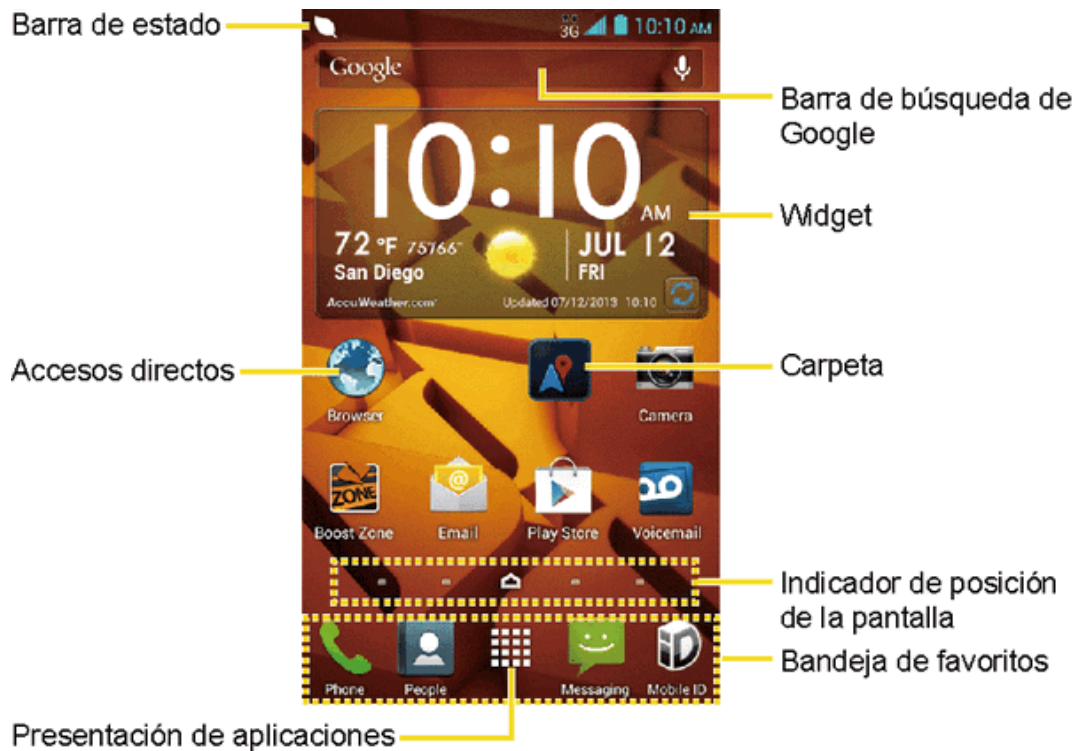 Barra de estado
3G 10:10 AM
Google
Barra de búsqueda de
Google
10:10
AM
Widget
72 °F
JUL 12
San Diego
FRI
AccuWeather.com
Updated 07/12/2013 10:10
Accesos directos
Carpeta
Browser
Camera
ZONE
Boost Zone
Email
Play Store
Voicemail
Indicador de posición
de la pantalla
Bandeja de favoritos
iD
Phone
People
Messaging
Mobile ID
Presentación de aplicaciones